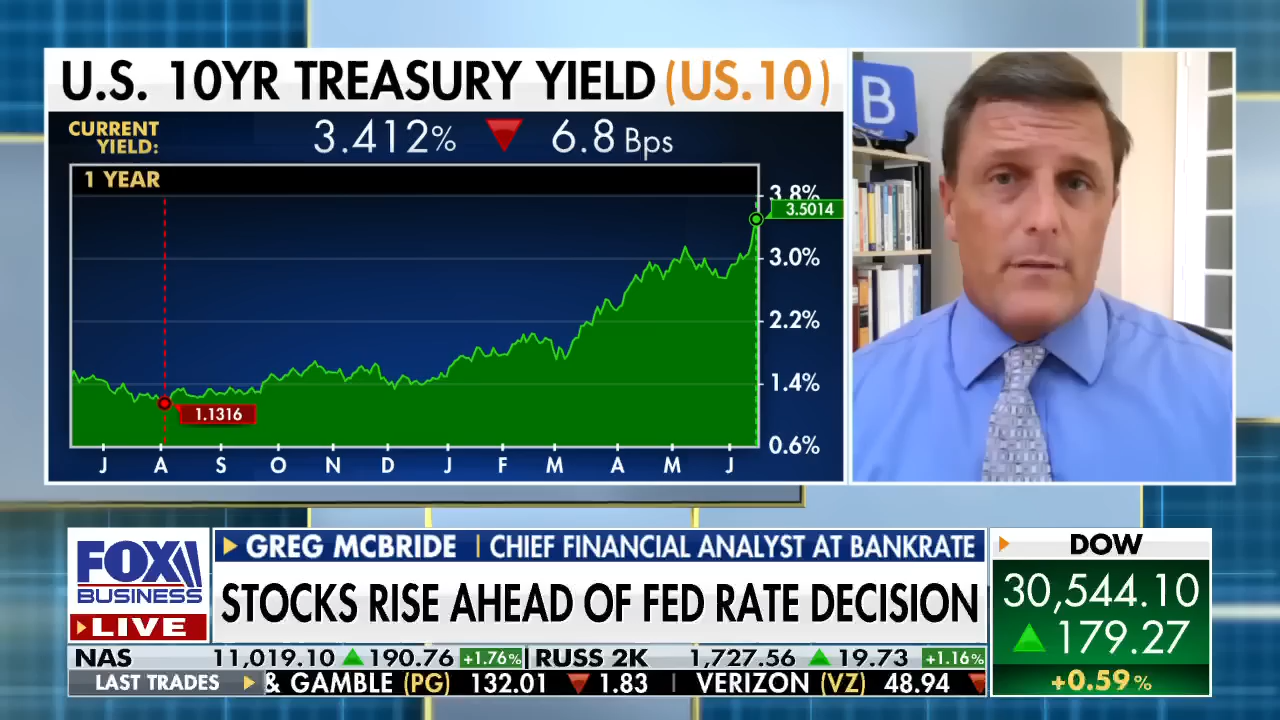 U.S. 10YR TREASURY YIELD (US.10)
CURRENT YIELD: 3.412% ▼ 6.8 Bps
1 YEAR
3.8%
3.5014
3.0%
2.2%
1.4%
1.1316
0.6%
J A S O N D J F M A M J
B
FOX BUSINESS
LIVE
GREG MCBRIDE | CHIEF FINANCIAL ANALYST AT BANKRATE
STOCKS RISE AHEAD OF FED RATE DECISION
DOW
30,544.10
▲ 179.27
+0.59%
NAS 11,019.10 ▲ 190.76 +1.76% RUSS 2K 1,727.56 ▲ 19.73 +1.16%
LAST TRADES & GAMBLE (PG) 132.01 ▼ 1.83 | VERIZON (VZ) 48.94 ▼